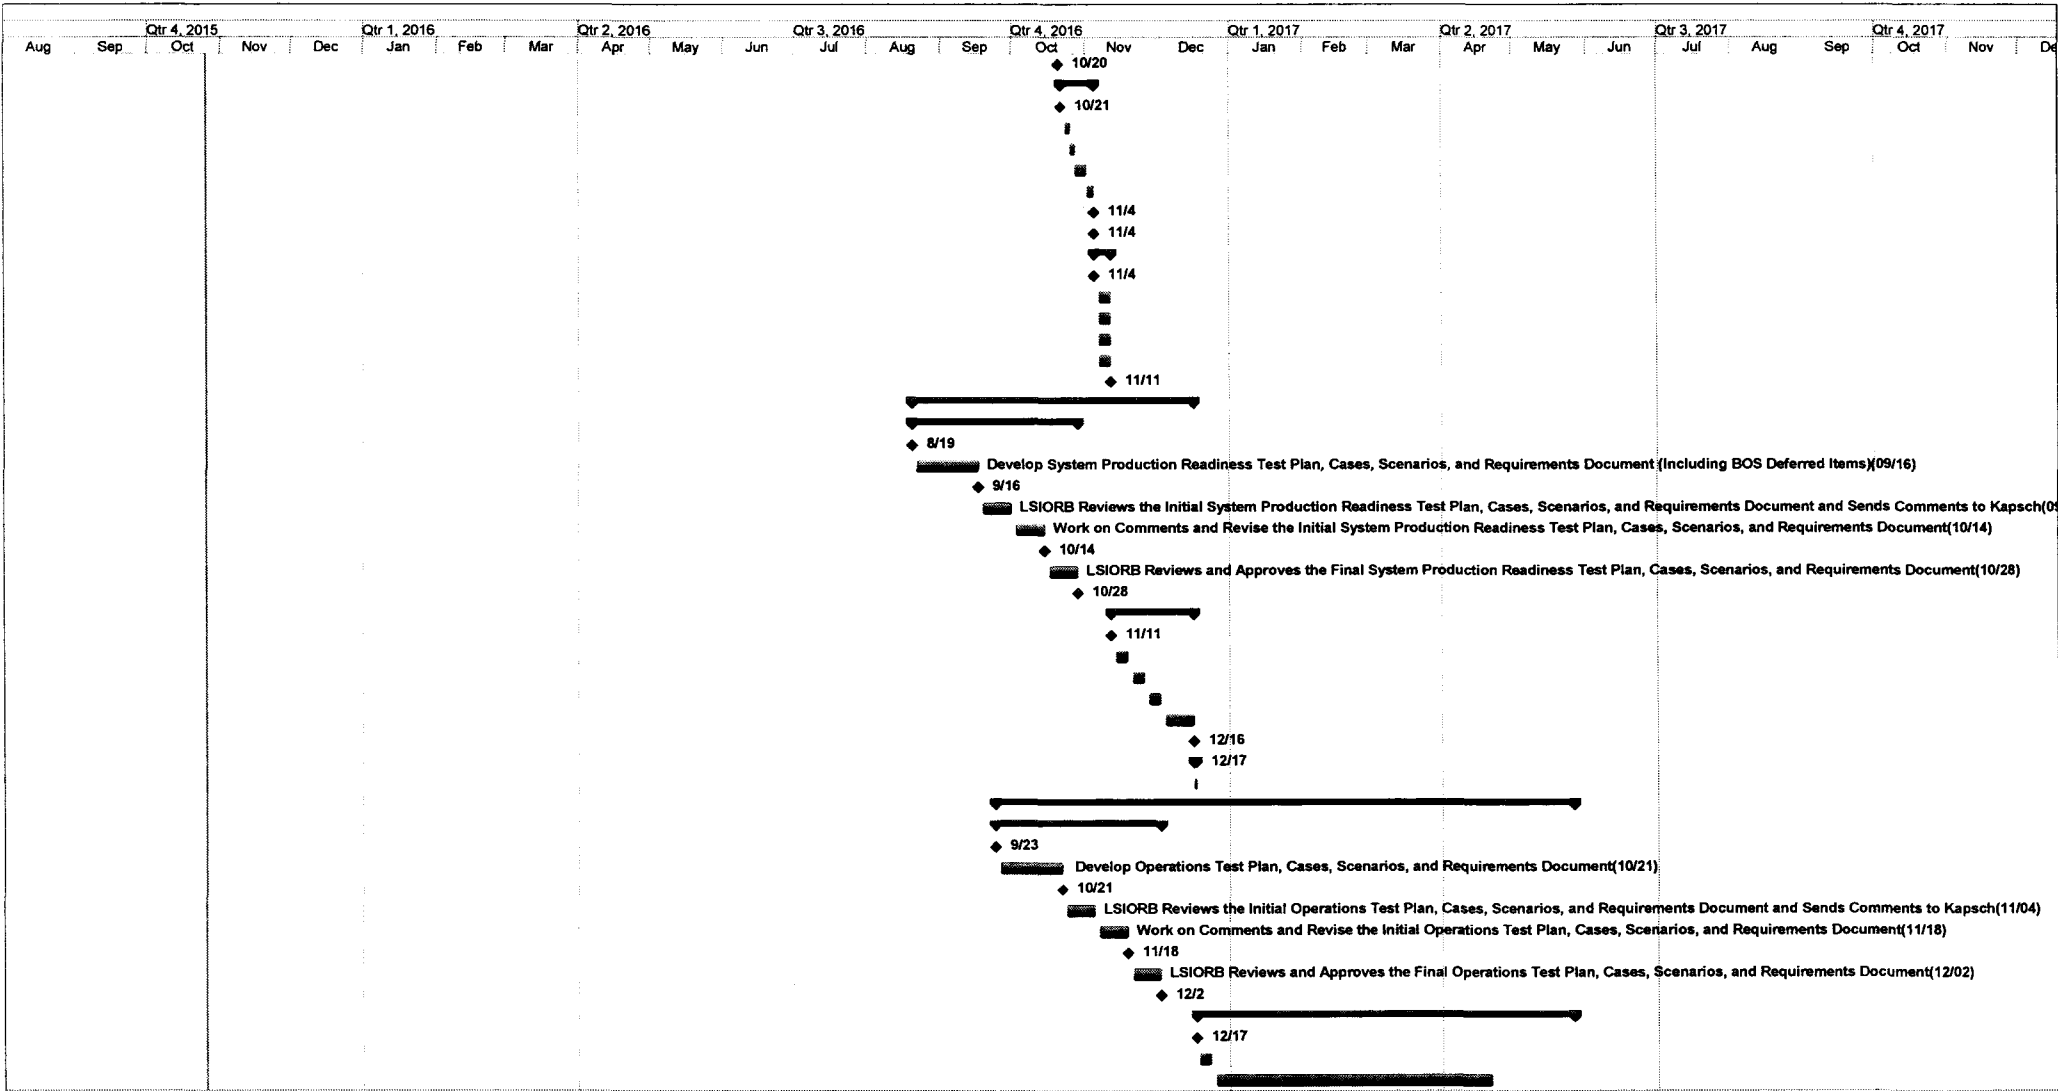 Qtr 4, 2015 Qtr 1, 2016 Qtr 2, 2016 Qtr 3, 2016 Qtr 4, 2016 Qtr 1, 2017 Qtr 2, 2017 Qtr 3, 2017 Qtr 4, 2017
Aug Sep Oct Nov Dec Jan Feb Mar Apr May Jun Jul Aug Sep Oct Nov Dec Jan Feb Mar Apr May Jun Jul Aug Sep Oct Nov De
10/20
10/21
11/4
11/4
11/4
11/11
8/19
Develop System Production Readiness Test Plan, Cases, Scenarios, and Requirements Document (Including BOS Deferred Items)(09/16)
9/16
LSIORB Reviews the Initial System Production Readiness Test Plan, Cases, Scenarios, and Requirements Document and Sends Comments to Kapsch(09
Work on Comments and Revise the Initial System Production Readiness Test Plan, Cases, Scenarios, and Requirements Document(10/14)
10/14
LSIORB Reviews and Approves the Final System Production Readiness Test Plan, Cases, Scenarios, and Requirements Document(10/28)
10/28
11/11
12/16
12/17
9/23
Develop Operations Test Plan, Cases, Scenarios, and Requirements Document(10/21)
10/21
LSIORB Reviews the Initial Operations Test Plan, Cases, Scenarios, and Requirements Document and Sends Comments to Kapsch(11/04)
Work on Comments and Revise the Initial Operations Test Plan, Cases, Scenarios, and Requirements Document(11/18)
11/18
LSIORB Reviews and Approves the Final Operations Test Plan, Cases, Scenarios, and Requirements Document(12/02)
12/2
12/17